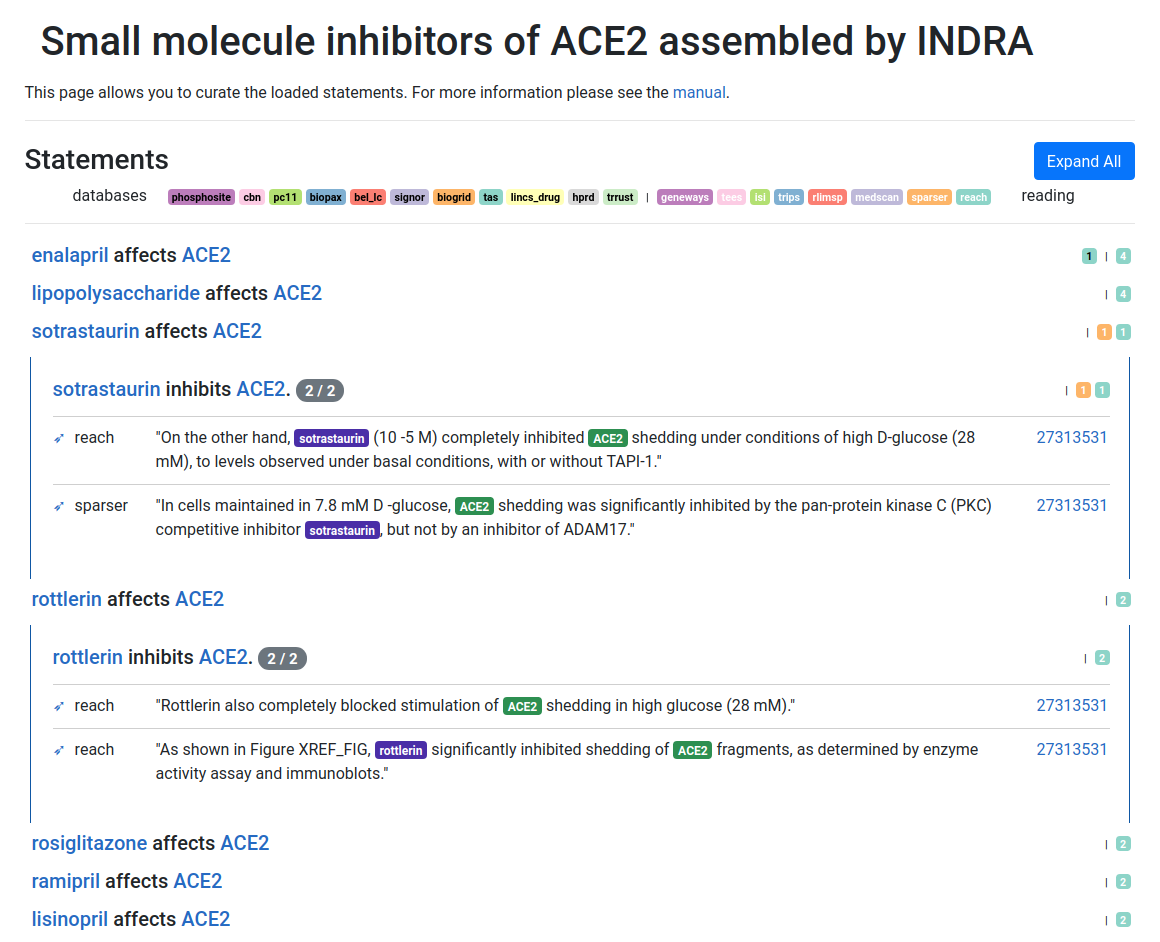 Small molecule inhibitors of ACE2 assembled by INDRA
This page allows you to curate the loaded statements. For more information please see the manual.
Statements
Expand All
databases phosphosite cbn pc11 biopax bel_lc signor biogrid tas lincs_drug hprd trrust | geneways tees isi trips rlimsp medscan sparser reach reading
enalapril affects ACE2 1 | 4
lipopolysaccharide affects ACE2 | 4
sotrastaurin affects ACE2 | 1 1
sotrastaurin inhibits ACE2. 2 / 2 | 1 1
reach "On the other hand, sotrastaurin (10 -5 M) completely inhibited ACE2 shedding under conditions of high D-glucose (28 27313531
mM), to levels observed under basal conditions, with or without TAPI-1."
sparser "In cells maintained in 7.8 mM D -glucose, ACE2 shedding was significantly inhibited by the pan-protein kinase C (PKC) 27313531
competitive inhibitor sotrastaurin, but not by an inhibitor of ADAM17."
rottlerin affects ACE2 | 2
rottlerin inhibits ACE2. 2 / 2 | 2
reach "Rottlerin also completely blocked stimulation of ACE2 shedding in high glucose (28 mM)." 27313531
reach "As shown in Figure XREF_FIG, rottlerin significantly inhibited shedding of ACE2 fragments, as determined by enzyme 27313531
activity assay and immunoblots."
rosiglitazone affects ACE2 | 2
ramipril affects ACE2 | 2
lisinopril affects ACE2 | 2